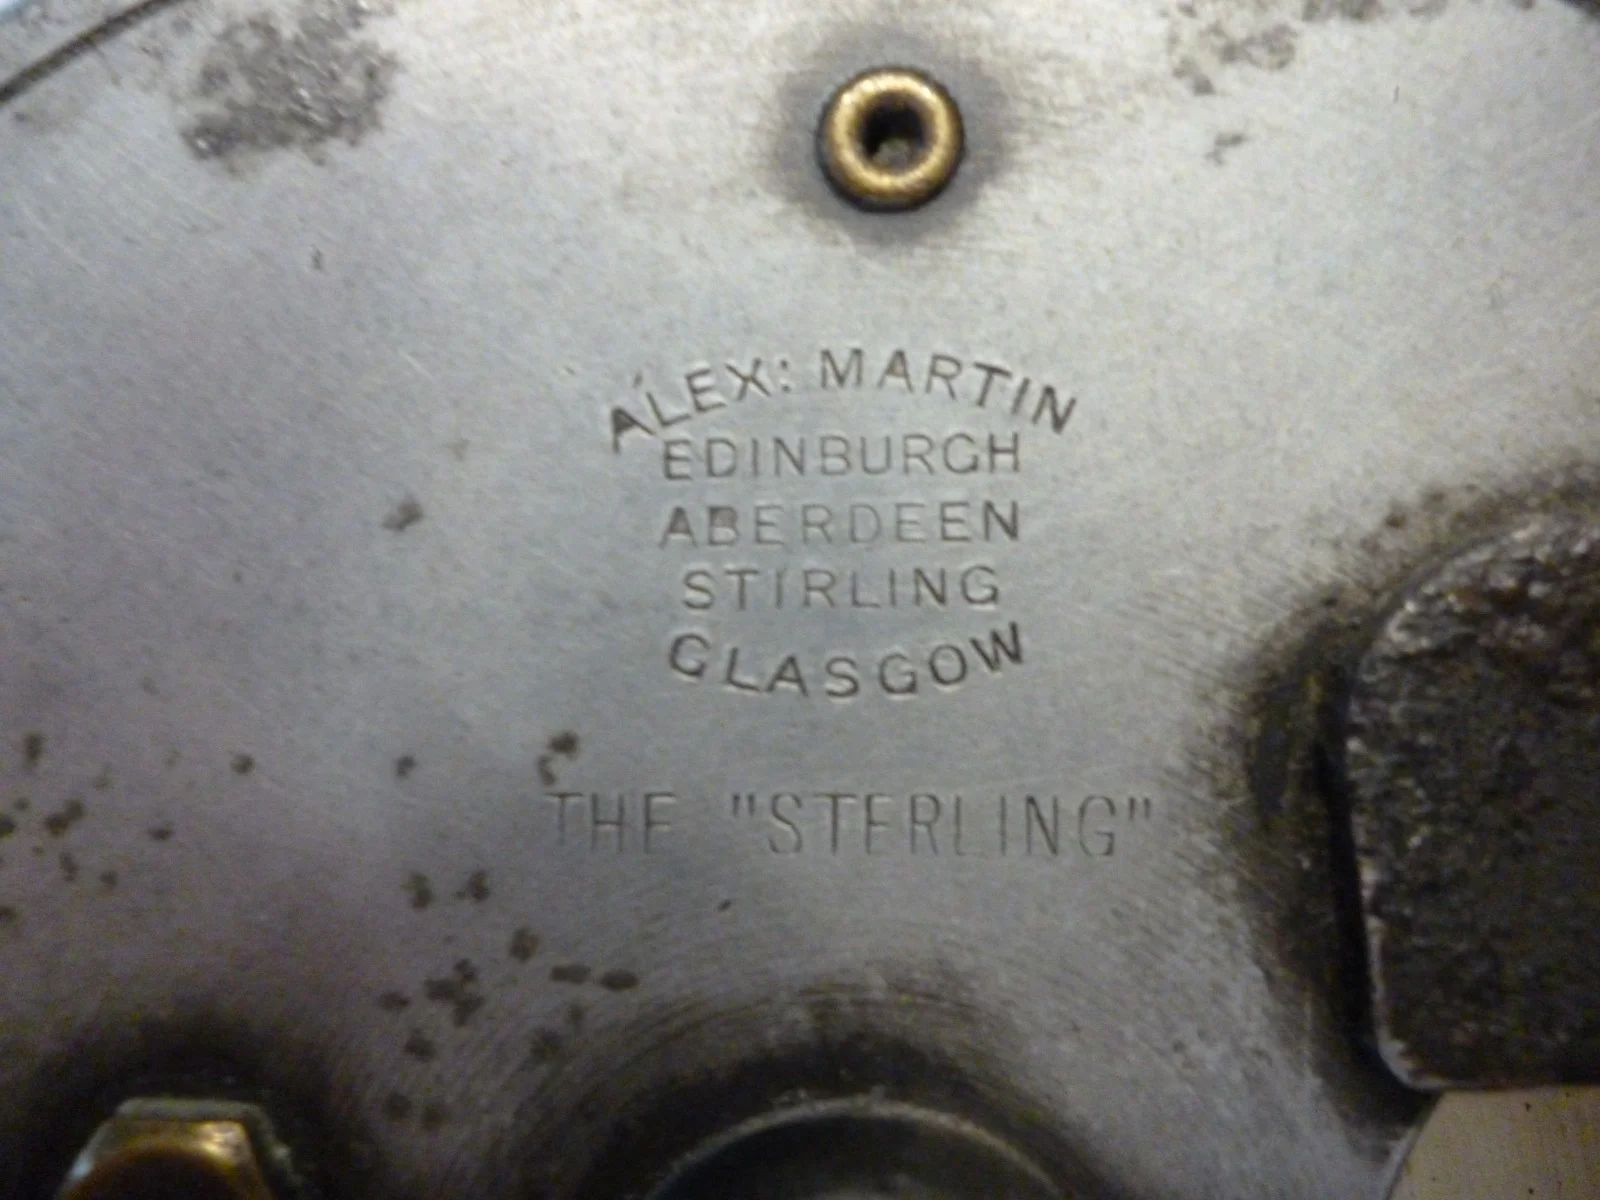 ALEX: MARTIN
EDINBURGH
ABERDEEN
STIRLING
GLASGOW
THE "STERLING"